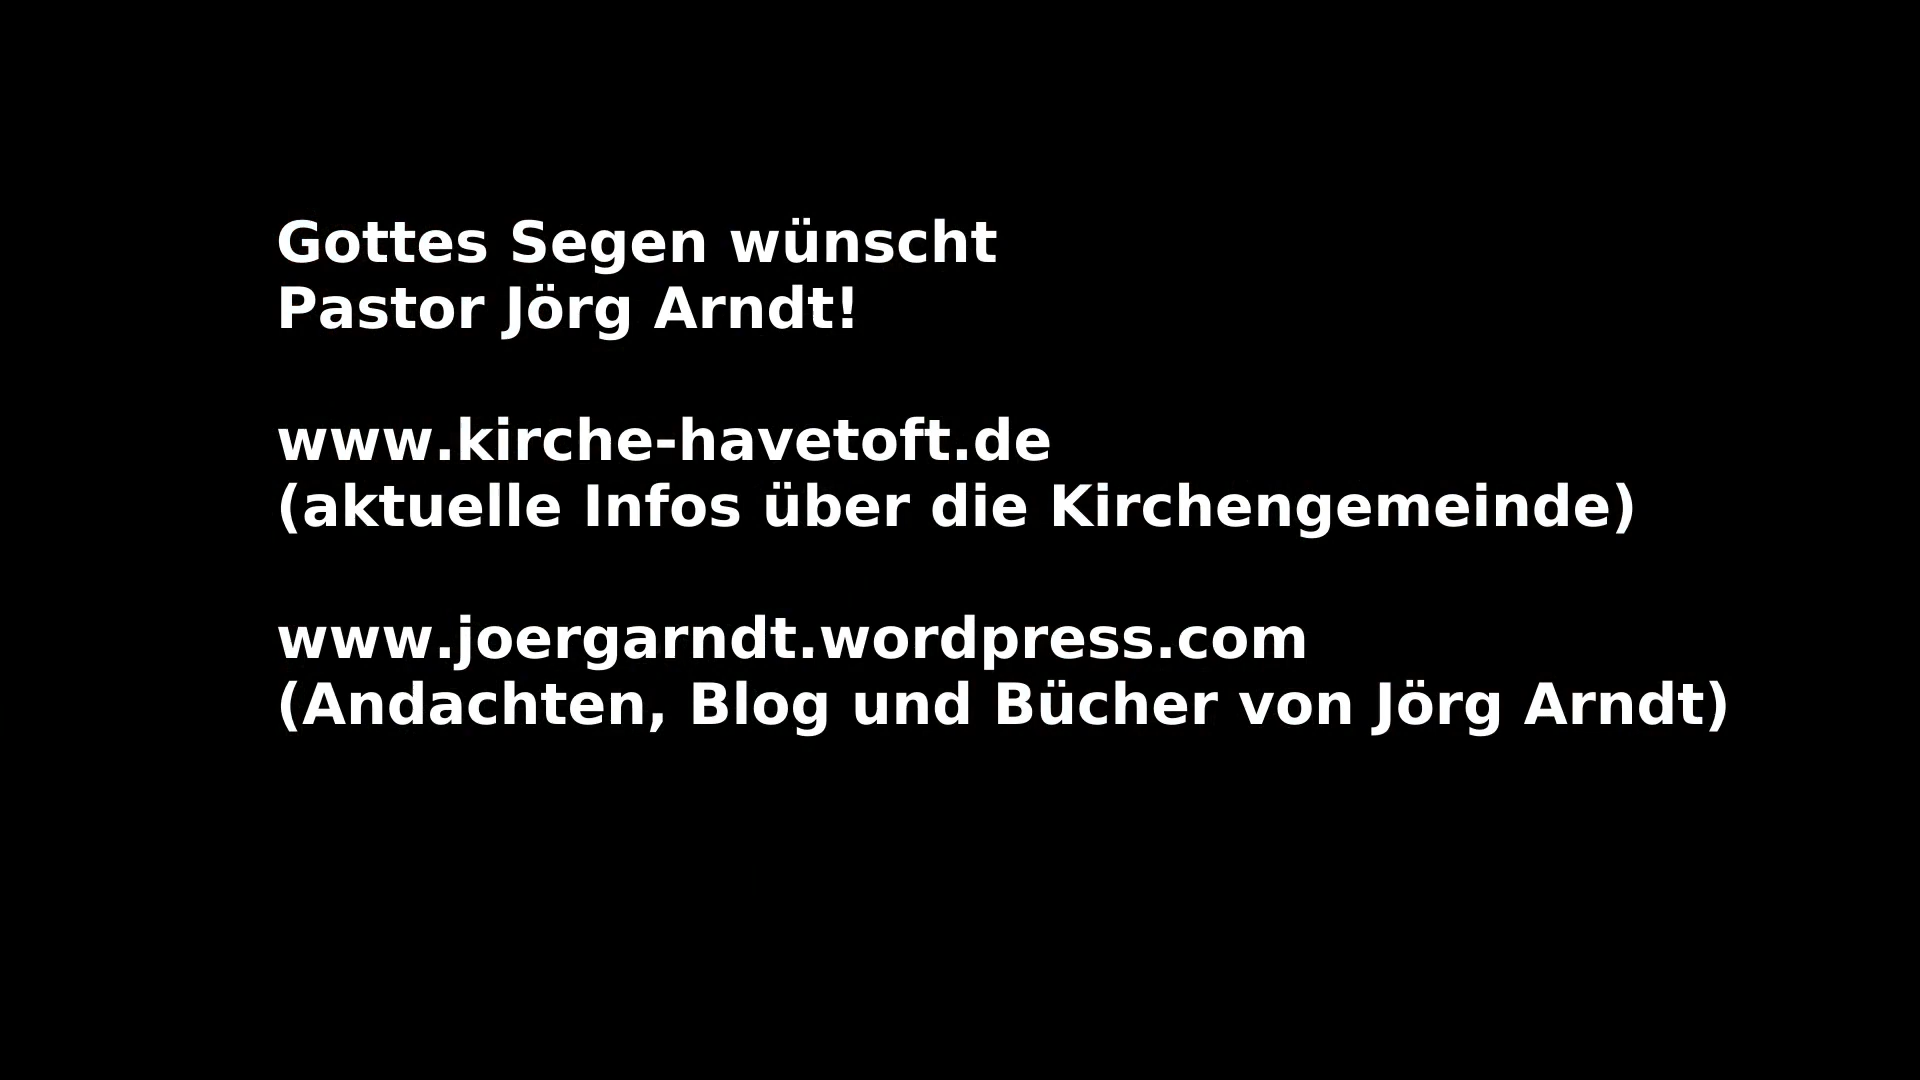 Gottes Segen wünscht
Pastor Jörg Arndt!
www.kirche-havetoft.de
(aktuelle Infos über die Kirchengemeinde)
www.joergarndt.wordpress.com
(Andachten, Blog und Bücher von Jörg Arndt)